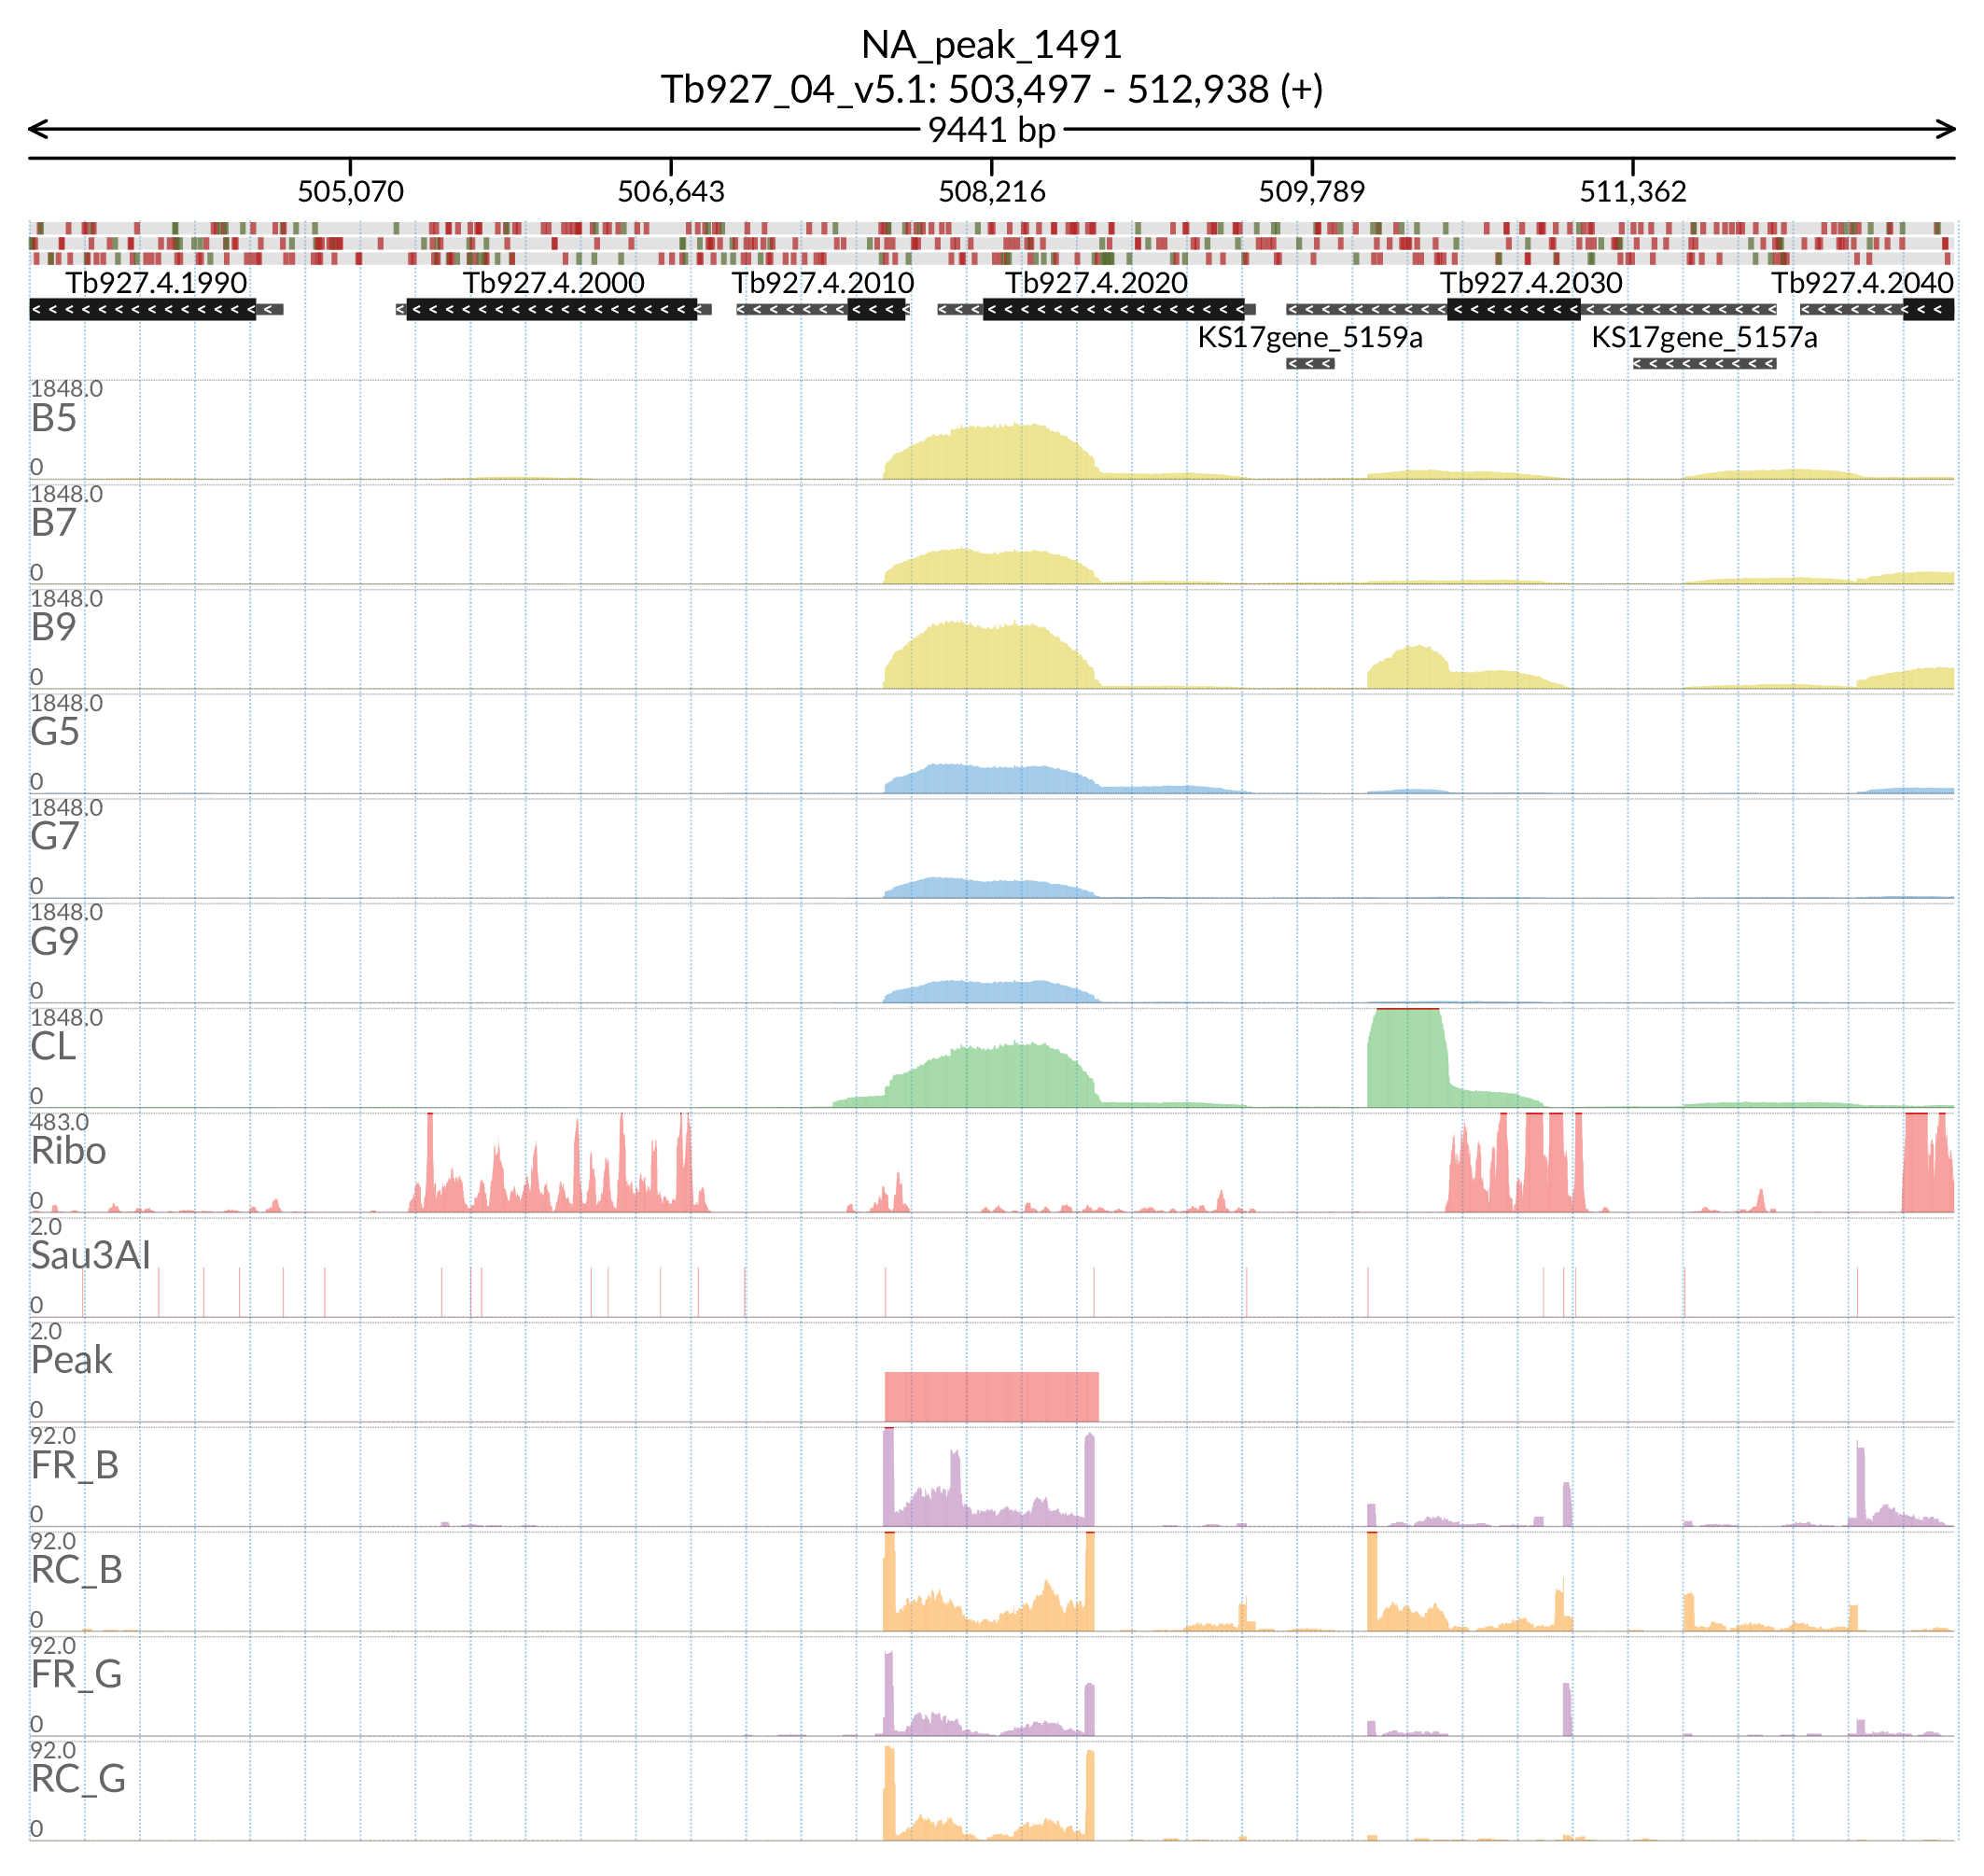 NA_peak_1491
Tb927_04_v5.1: 503,497 - 512,938 (+)
9441 bp
505,070 506,643 508,216 509,789 511,362
Tb927.4.1990 Tb927.4.2000 Tb927.4.2010 Tb927.4.2020 Tb927.4.2030 Tb927.4.2040
KS17gene_5159a KS17gene_5157a
1848.0
B5
0
1848.0
B7
0
1848.0
B9
0
1848.0
G5
0
1848.0
G7
0
1848.0
G9
0
1848.0
CL
0
483.0
Ribo
0
2.0
Sau3AI
0
2.0
Peak
0
92.0
FR_B
0
92.0
RC_B
0
92.0
FR_G
0
92.0
RC_G
0